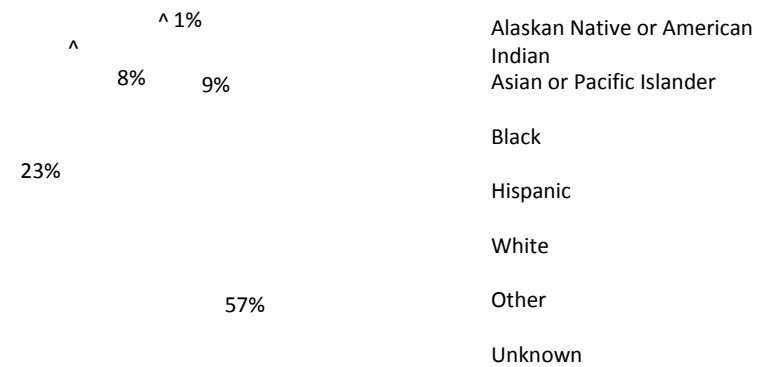 ^ 1%
^
8%
9%
23%
57%
Alaskan Native or American
Indian
Asian or Pacific Islander
Black
Hispanic
White
Other
Unknown